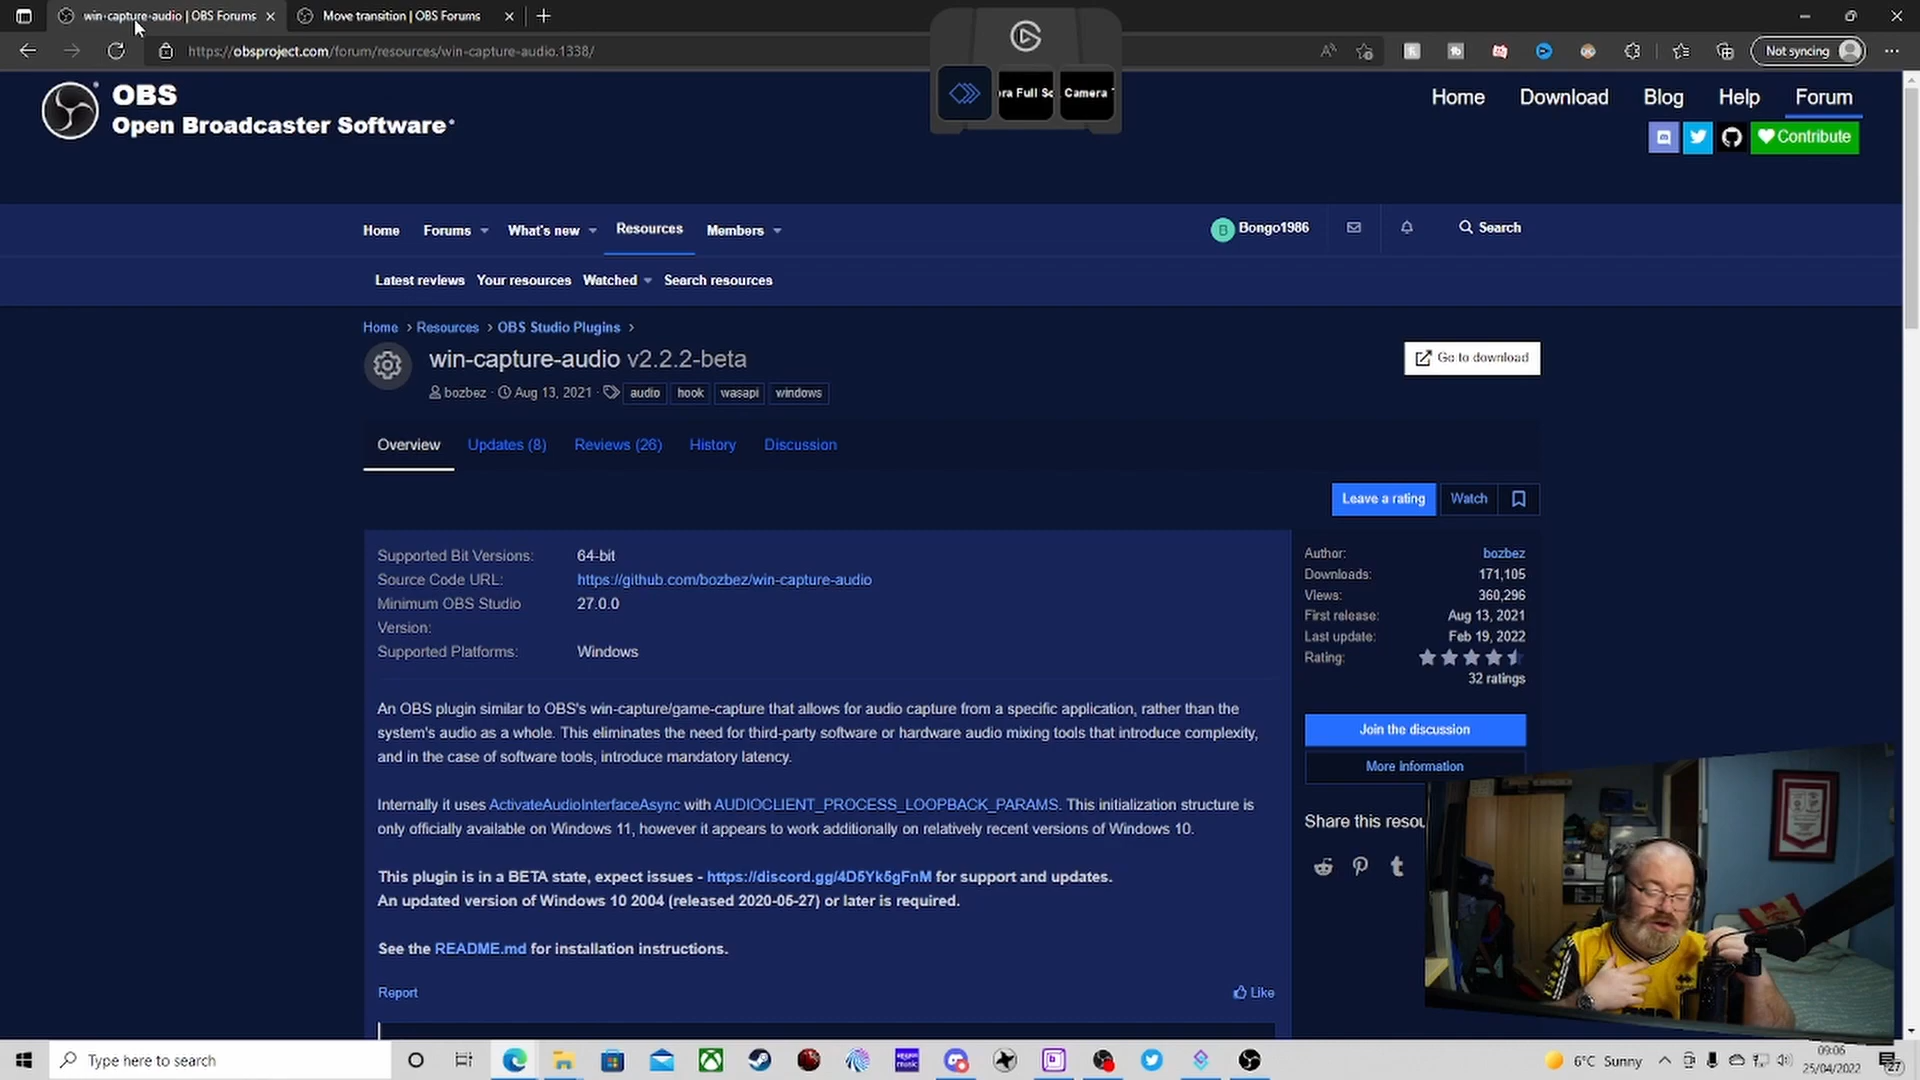 win-capture-audio | OBS Forums
Move transition | OBS Forums
https://obsproject.com/forum/resources/win-capture-audio.1338/
Not syncing
ra Full Sc
Camera
OBS
Open Broadcaster Software
Home
Download
Blog
Help
Forum
Contribute
Home
Forums
What's new
Resources
Members
B
Bongo1986
Search
Latest reviews
Your resources
Watched
Search resources
Home > Resources > OBS Studio Plugins >
win-capture-audio v2.2.2-beta
Go to download
bozbez · Aug 13, 2021 ·
audio
hook
wasapi
windows
Overview
Updates (8)
Reviews (26)
History
Discussion
Leave a rating
Watch
Supported Bit Versions: 64-bit
Source Code URL: https://github.com/bozbez/win-capture-audio
Minimum OBS Studio 27.0.0
Version:
Supported Platforms: Windows
An OBS plugin similar to OBS's win-capture/game-capture that allows for audio capture from a specific application, rather than the
system's audio as a whole. This eliminates the need for third-party software or hardware audio mixing tools that introduce complexity,
and in the case of software tools, introduce mandatory latency.
Internally it uses ActivateAudioInterfaceAsync with AUDIOCLIENT_PROCESS_LOOPBACK_PARAMS. This initialization structure is
only officially available on Windows 11, however it appears to work additionally on relatively recent versions of Windows 10.
This plugin is in a BETA state, expect issues - https://discord.gg/4D5Yk5gFnM for support and updates.
An updated version of Windows 10 2004 (released 2020-05-27) or later is required.
See the README.md for installation instructions.
Report
Like
Author: bozbez
Downloads: 171,105
Views: 360,296
First release: Aug 13, 2021
Last update: Feb 19, 2022
Rating:
32 ratings
Join the discussion
More information
Share this resou
Type here to search
amazon
music
6°C Sunny
09:06
25/04/2022
27